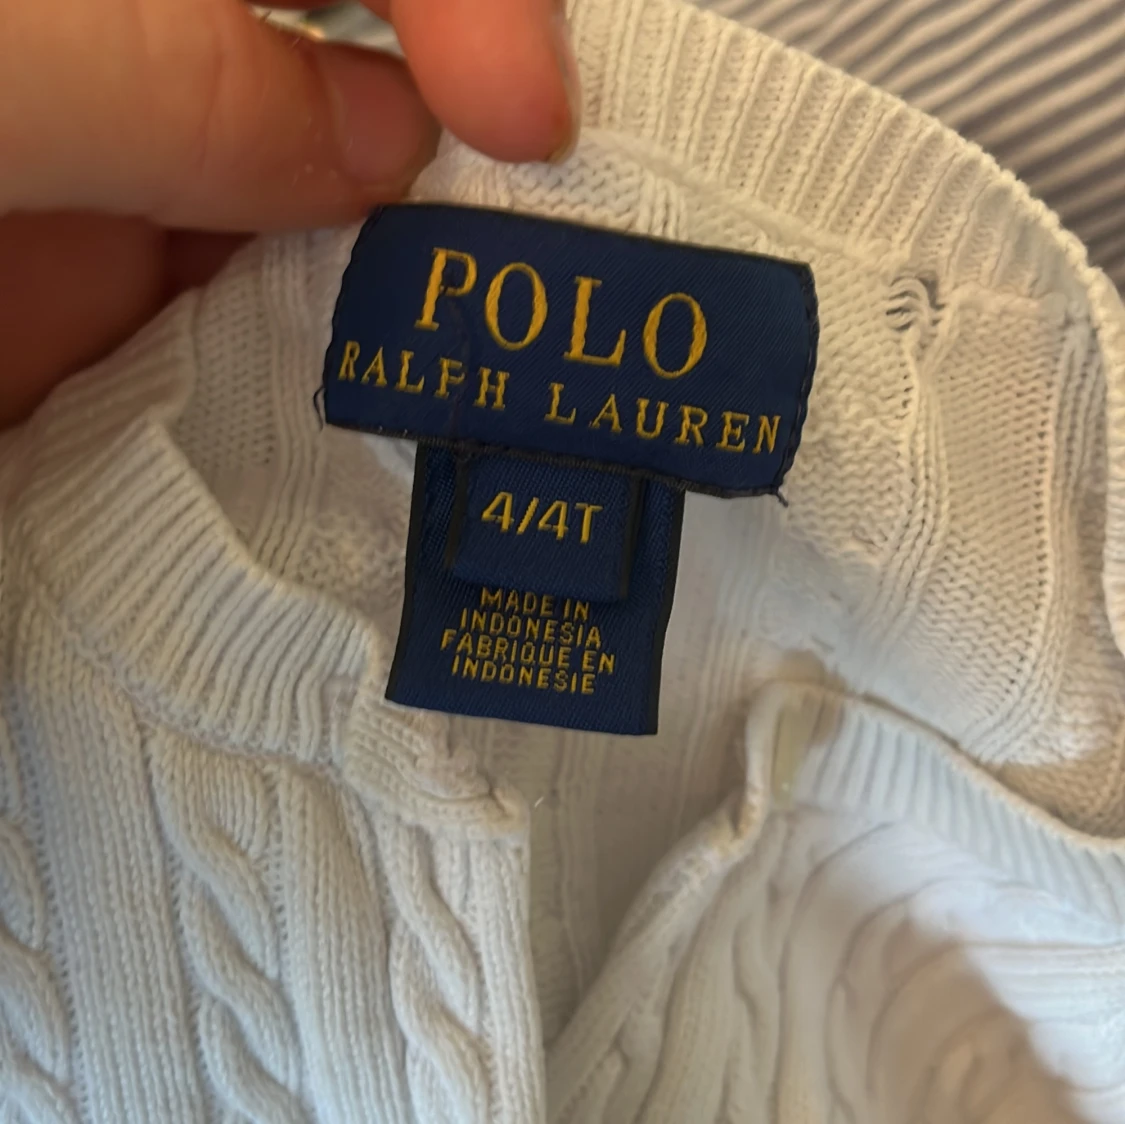 POLO
RALPH LAUREN
4/4T
MADE IN
INDONESIA
FABRIQUE EN
INDONESIE